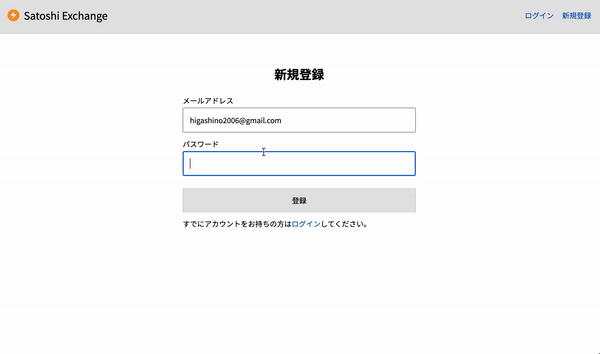 Satoshi Exchange
ログイン 新規登録
新規登録
メールアドレス
higashino2006@gmail.com
パスワード
登録
すでにアカウントをお持ちの方はログインしてください。